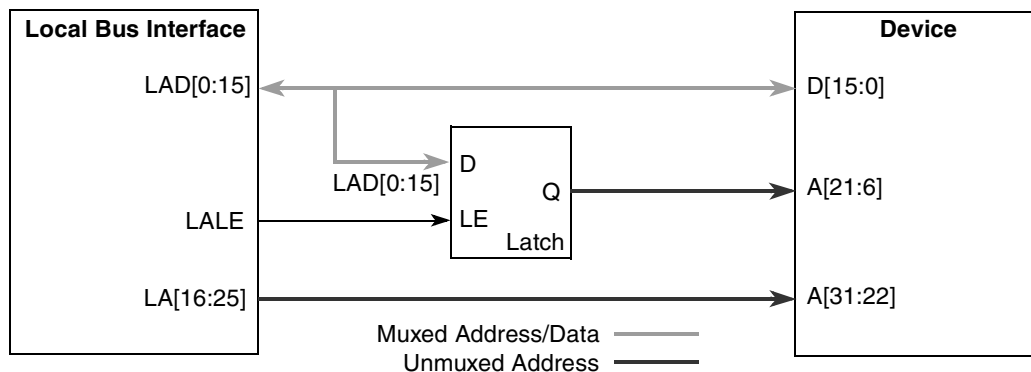 Local Bus Interface
Device
LAD[0:15]
D[15:0]
D
LAD[0:15]
Q
A[21:6]
LALE
LE
Latch
LA[16:25]
A[31:22]
Muxed Address/Data
Unmuxed Address